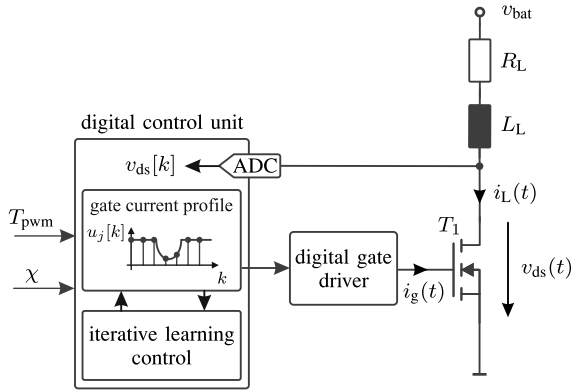 v_bat
R_L
L_L
digital control unit
v_ds[k]
ADC
i_L(t)
gate current profile
T_pwm
u_j[k]
T_1
k
digital gate
driver
v_ds(t)
χ
i_g(t)
iterative learning
control